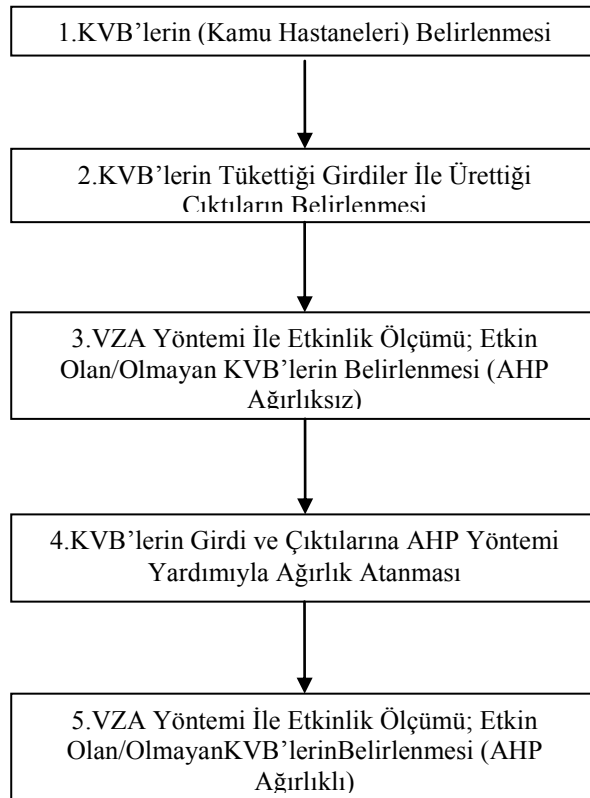 1.KVB’lerin (Kamu Hastaneleri) Belirlenmesi
2.KVB’lerin Tükettiği Girdiler İle Ürettiği
Çıktıların Belirlenmesi
3.VZA Yöntemi İle Etkinlik Ölçümü; Etkin
Olan/Olmayan KVB’lerin Belirlenmesi (AHP
Ağırlıksız)
4.KVB’lerin Girdi ve Çıktılarına AHP Yöntemi
Yardımıyla Ağırlık Atanması
5.VZA Yöntemi İle Etkinlik Ölçümü; Etkin
Olan/OlmayanKVB’lerinBelirlenmesi (AHP
Ağırlıklı)